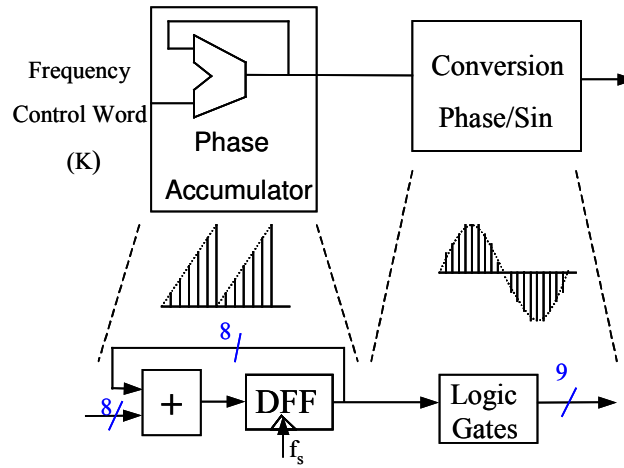 Frequency
Control Word
(K)
Phase
Accumulator
Conversion
Phase/Sin
8
8
+
DFF
fs
Logic
Gates
9